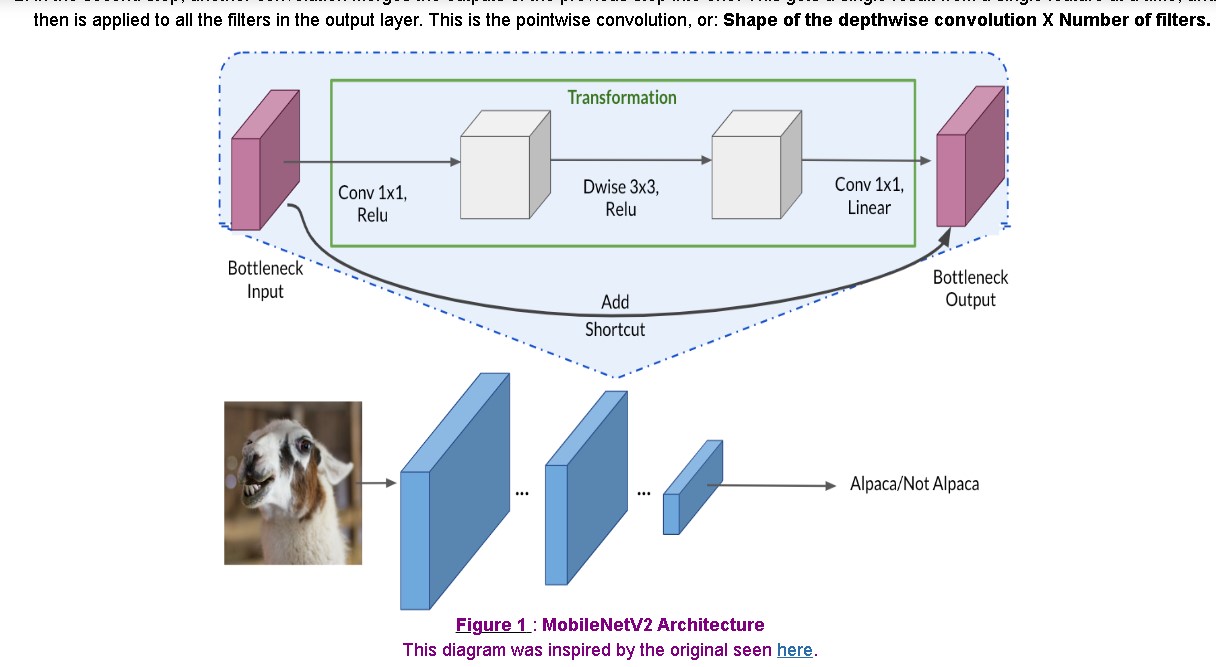 then is applied to all the filters in the output layer. This is the pointwise convolution, or: Shape of the depthwise convolution X Number of filters.
Transformation
Conv 1x1,
Relu
Dwise 3x3,
Relu
Conv 1x1,
Linear
Bottleneck
Input
Add
Shortcut
Bottleneck
Output
...
...
Alpaca/Not Alpaca
Figure 1 : MobileNetV2 Architecture
This diagram was inspired by the original seen here.